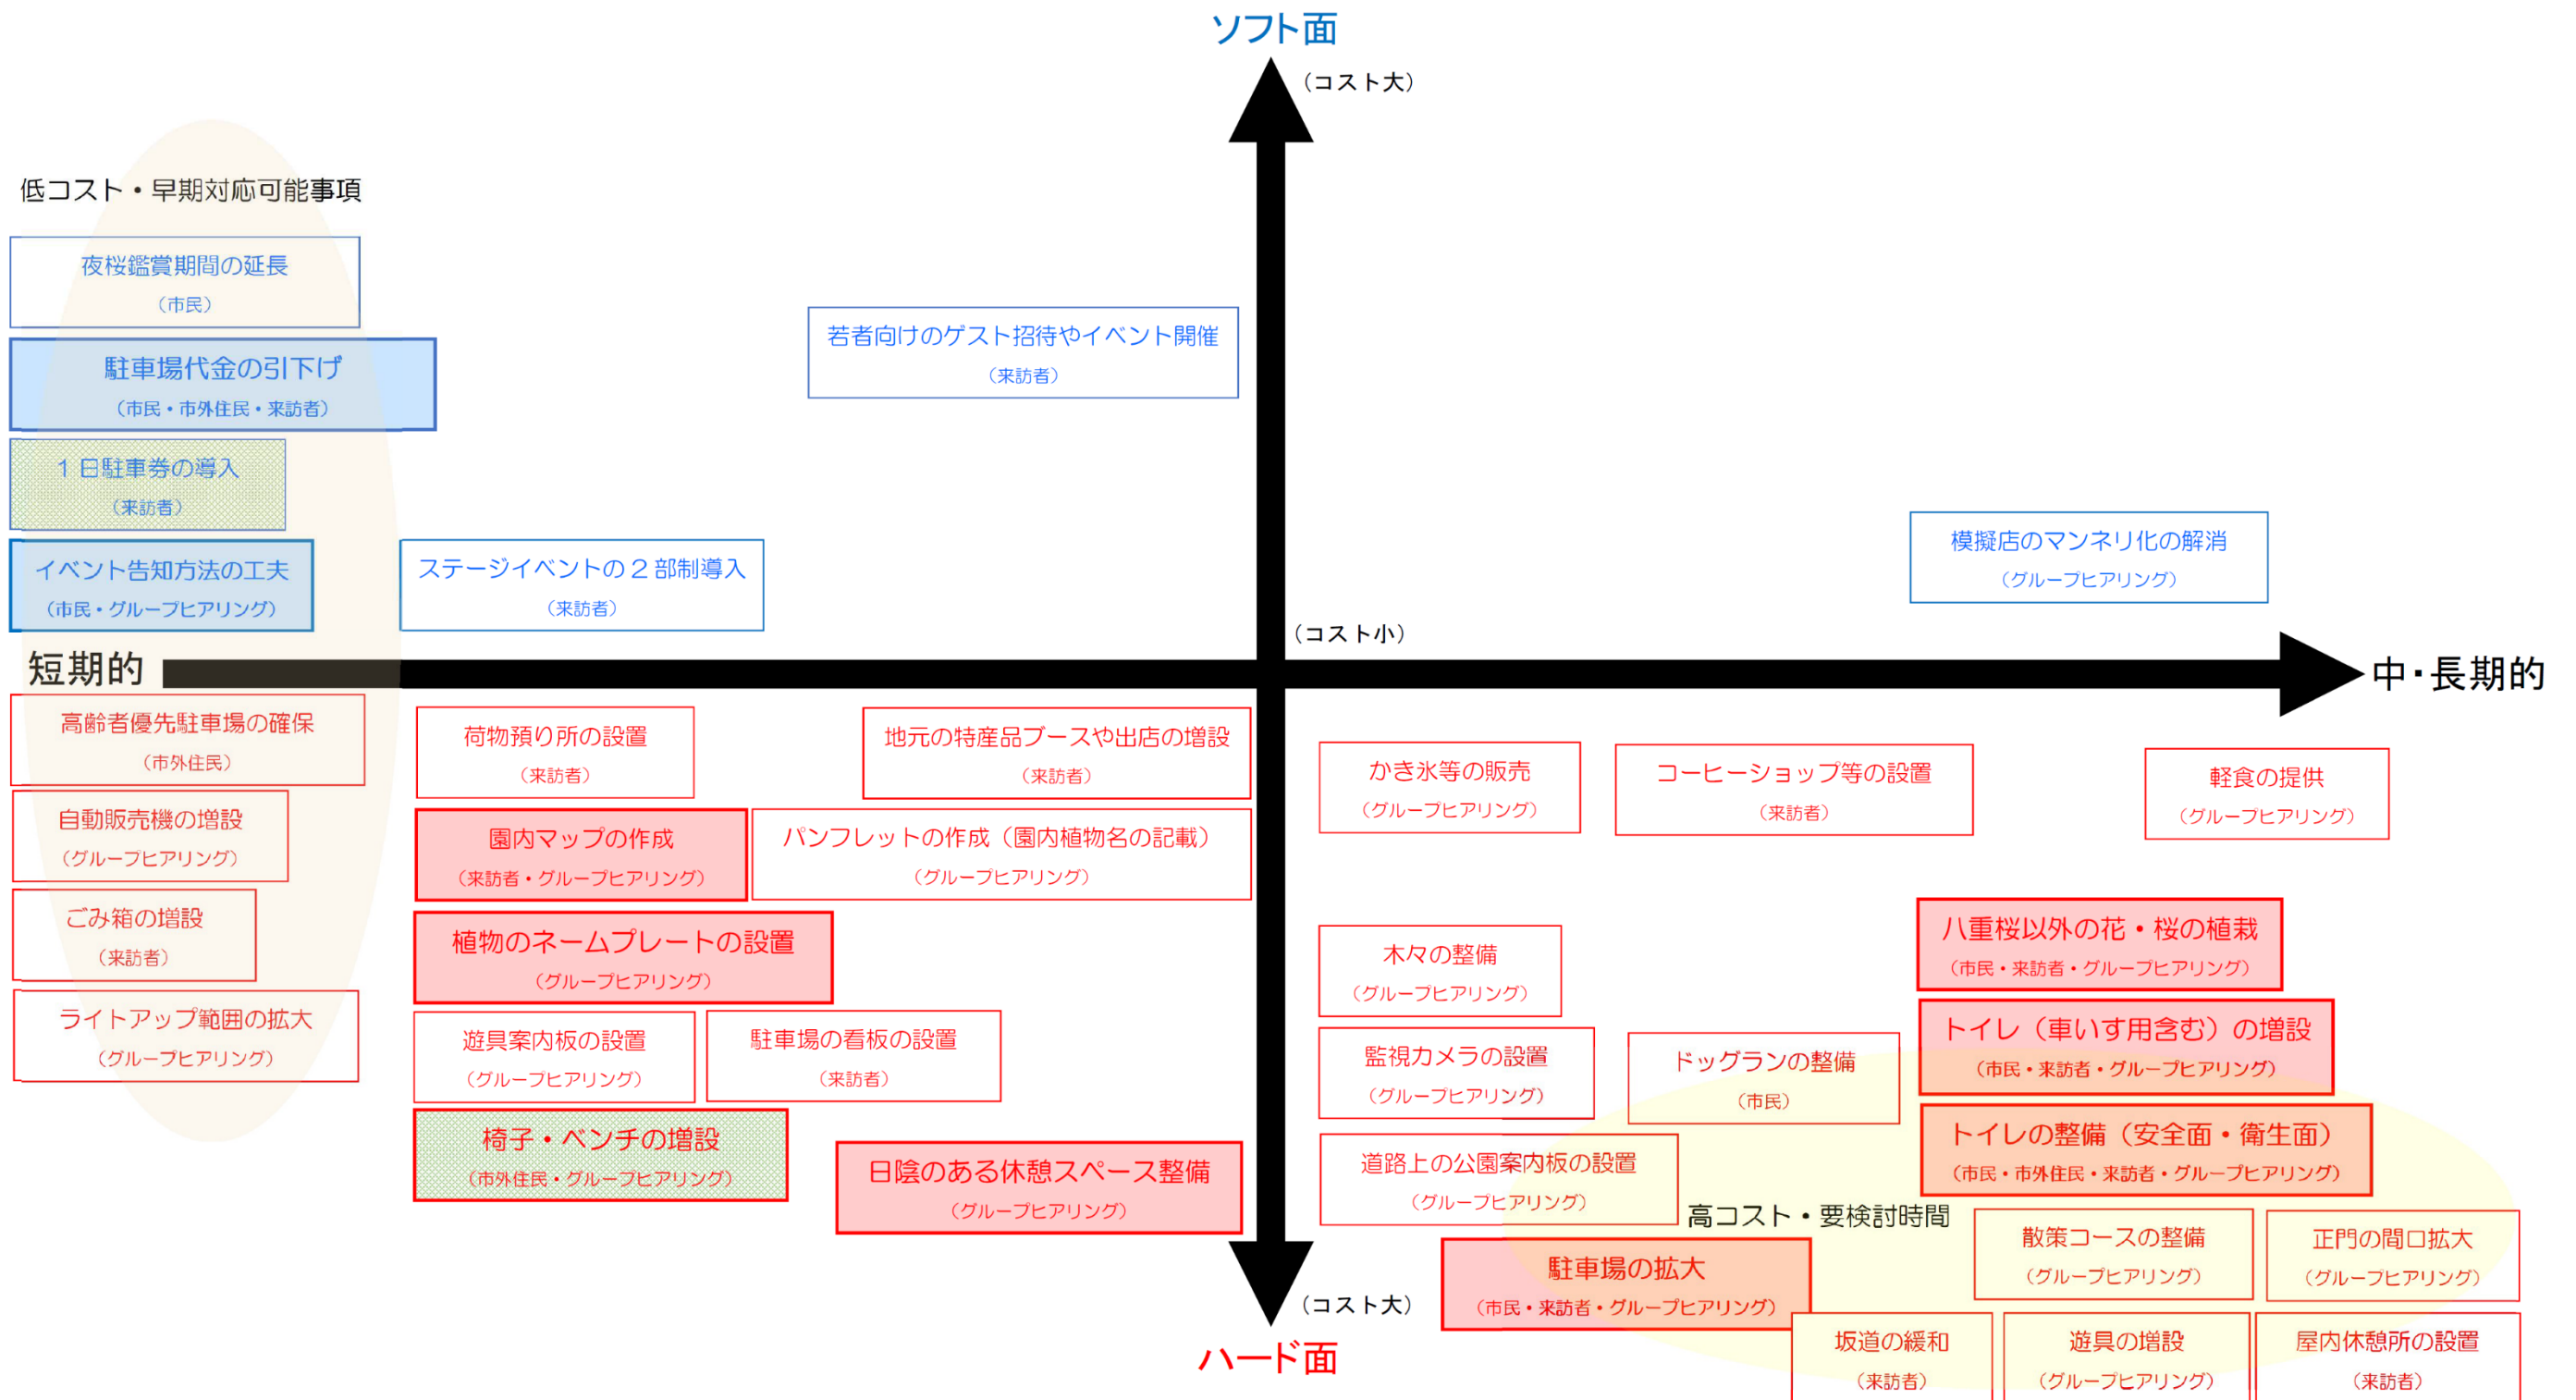 ソフト面
（コスト大）
低コスト・早期対応可能事項
夜桜鑑賞期間の延長
（市民）
駐車場代金の引下げ
（市民・市外住民・来訪者）
１日駐車券の導入
（来訪者）
イベント告知方法の工夫
（市民・グループヒアリング）
ステージイベントの２部制導入
（来訪者）
若者向けのゲスト招待やイベント開催
（来訪者）
模擬店のマンネリ化の解消
（グループヒアリング）
（コスト小）
短期的
中・長期的
高齢者優先駐車場の確保
（市外住民）
自動販売機の増設
（グループヒアリング）
ごみ箱の増設
（来訪者）
ライトアップ範囲の拡大
（グループヒアリング）
荷物預り所の設置
（来訪者）
地元の特産品ブースや出店の増設
（来訪者）
園内マップの作成
（来訪者・グループヒアリング）
パンフレットの作成（園内植物名の記載）
（グループヒアリング）
植物のネームプレートの設置
（グループヒアリング）
遊具案内板の設置
（グループヒアリング）
駐車場の看板の設置
（来訪者）
椅子・ベンチの増設
（市外住民・グループヒアリング）
日陰のある休憩スペース整備
（グループヒアリング）
かき氷等の販売
（グループヒアリング）
コーヒーショップ等の設置
（来訪者）
軽食の提供
（グループヒアリング）
木々の整備
（グループヒアリング）
八重桜以外の花・桜の植栽
（市民・来訪者・グループヒアリング）
監視カメラの設置
（グループヒアリング）
ドッグランの整備
（市民）
トイレ（車いす用含む）の増設
（市民・来訪者・グループヒアリング）
道路上の公園案内板の設置
（グループヒアリング）
トイレの整備（安全面・衛生面）
（市民・市外住民・来訪者・グループヒアリング）
高コスト・要検討時間
駐車場の拡大
（市民・来訪者・グループヒアリング）
散策コースの整備
（グループヒアリング）
正門の間口拡大
（グループヒアリング）
坂道の緩和
（来訪者）
遊具の増設
（グループヒアリング）
屋内休憩所の設置
（来訪者）
（コスト大）
ハード面